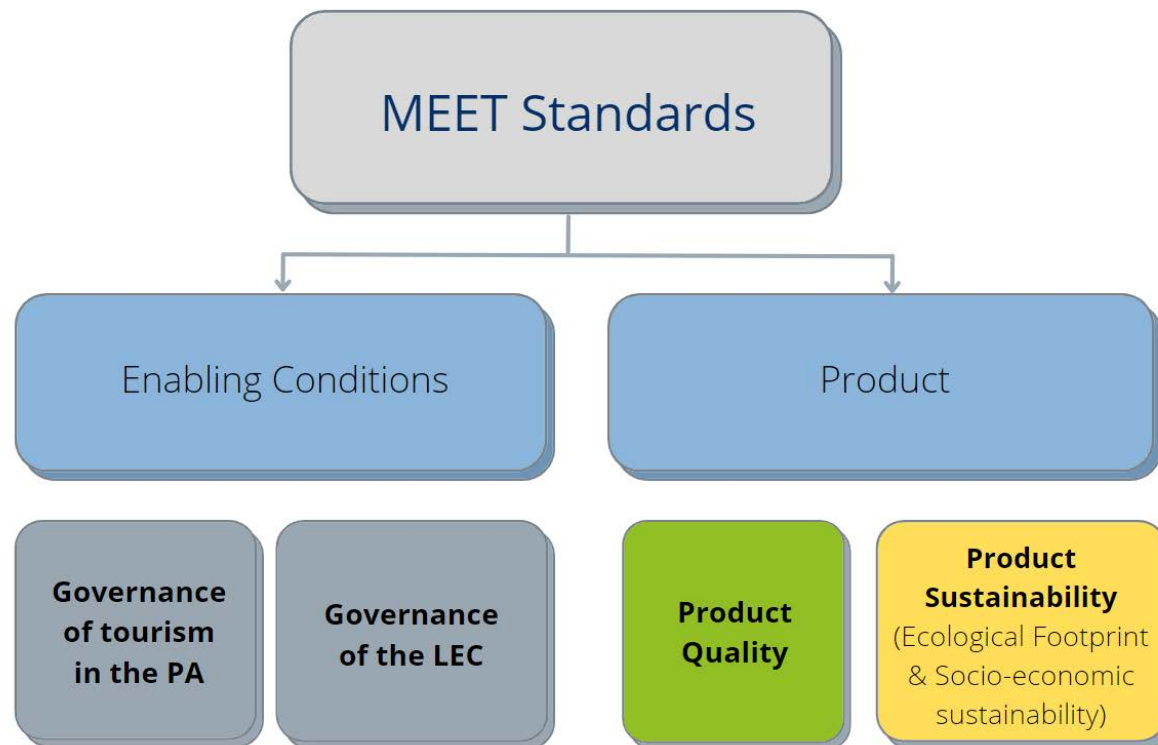 MEET Standards
Enabling Conditions
Product
Governance
of tourism
in the PA
Governance
of the LEC
Product
Quality
Product
Sustainability
(Ecological Footprint
& Socio-economic
sustainability)